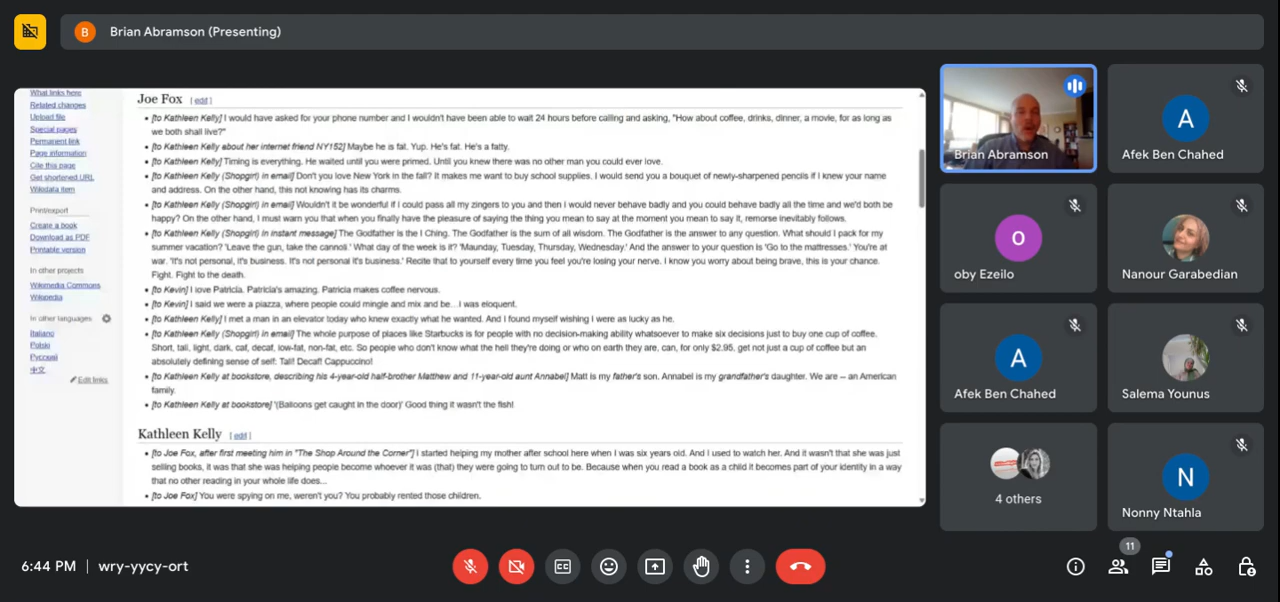 B
Brian Abramson (Presenting)
What links here
Related changes
Upload file
Special pages
Permanent link
Page information
Cite this page
Get shortened URL
Wikidata item
Print/export
Create a book
Download as PDF
Printable version
In other projects
Wikimedia Commons
Wikipedia
In other languages
Italiano
Polski
Русский
中文
Edit links
Joe Fox [ edit ]
• [to Kathleen Kelly] I would have asked for your phone number and I wouldn't have been able to wait 24 hours before calling and asking, "How about coffee, drinks, dinner, a movie, for as long as
we both shall live?"
• [to Kathleen Kelly about her internet friend NY152] Maybe he is fat. Yup. He's fat. He's a fatty.
• [to Kathleen Kelly] Timing is everything. He waited until you were primed. Until you knew there was no other man you could ever love.
• [to Kathleen Kelly (Shopgirl) in email] Don't you love New York in the fall? It makes me want to buy school supplies. I would send you a bouquet of newly-sharpened pencils if I knew your name
and address. On the other hand, this not knowing has its charms.
• [to Kathleen Kelly (Shopgirl) in email] Wouldn't it be wonderful if I could pass all my zingers to you and then I would never behave badly and you could behave badly all the time and we'd both be
happy? On the other hand, I must warn you that when you finally have the pleasure of saying the thing you mean to say at the moment you mean to say it, remorse inevitably follows.
• [to Kathleen Kelly (Shopgirl) in instant message] The Godfather is the I Ching. The Godfather is the sum of all wisdom. The Godfather is the answer to any question. What should I pack for my
summer vacation? 'Leave the gun, take the cannoli.' What day of the week is it? 'Maunday, Tuesday, Thursday, Wednesday.' And the answer to your question is 'Go to the mattresses.' You're at
war. 'It's not personal, it's business. It's not personal it's business.' Recite that to yourself every time you feel you're losing your nerve. I know you worry about being brave, this is your chance.
Fight. Fight to the death.
• [to Kevin] I love Patricia. Patricia's amazing. Patricia makes coffee nervous.
• [to Kevin] I said we were a piazza, where people could mingle and mix and be...I was eloquent.
• [to Kathleen Kelly] I met a man in an elevator today who knew exactly what he wanted. And I found myself wishing I were as lucky as he.
• [to Kathleen Kelly (Shopgirl) in email] The whole purpose of places like Starbucks is for people with no decision-making ability whatsoever to make six decisions just to buy one cup of coffee.
Short, tall, light, dark, caf, decaf, low-fat, non-fat, etc. So people who don't know what the hell they're doing or who on earth they are, can, for only $2.95, get not just a cup of coffee but an
absolutely defining sense of self: Tall! Decaf! Cappuccino!
• [to Kathleen Kelly at bookstore, describing his 4-year-old half-brother Matthew and 11-year-old aunt Annabel] Matt is my father's son. Annabel is my grandfather's daughter. We are -- an American
family.
• [to Kathleen Kelly at bookstore] '(Balloons get caught in the door)' Good thing it wasn't the fish!
Kathleen Kelly [ edit ]
• [to Joe Fox, after first meeting him in "The Shop Around the Corner"] I started helping my mother after school here when I was six years old. And I used to watch her. And it wasn't that she was just
selling books, it was that she was helping people become whoever it was (that) they were going to turn out to be. Because when you read a book as a child it becomes part of your identity in a way
that no other reading in your whole life does...
• [to Joe Fox] You were spying on me, weren't you? You probably rented those children.
Brian Abramson
A
Afek Ben Chahed
O
oby Ezeilo
Nanour Garabedian
A
Afek Ben Chahed
Salema Younus
4 others
N
Nonny Ntahla
6:44 PM | wry-yycy-ort
CC
11